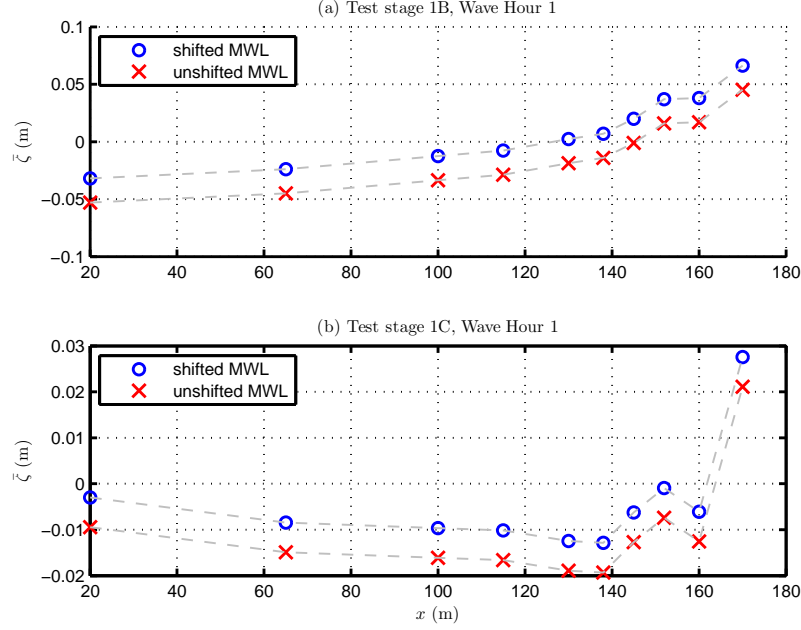 (a) Test stage 1B, Wave Hour 1
0.1
0.05
0
−0.05
−0.1
ζ̄ (m)
shifted MWL
unshifted MWL
20 40 60 80 100 120 140 160 180
(b) Test stage 1C, Wave Hour 1
0.03
0.02
0.01
0
−0.01
−0.02
ζ̄ (m)
shifted MWL
unshifted MWL
20 40 60 80 100 120 140 160 180
x (m)